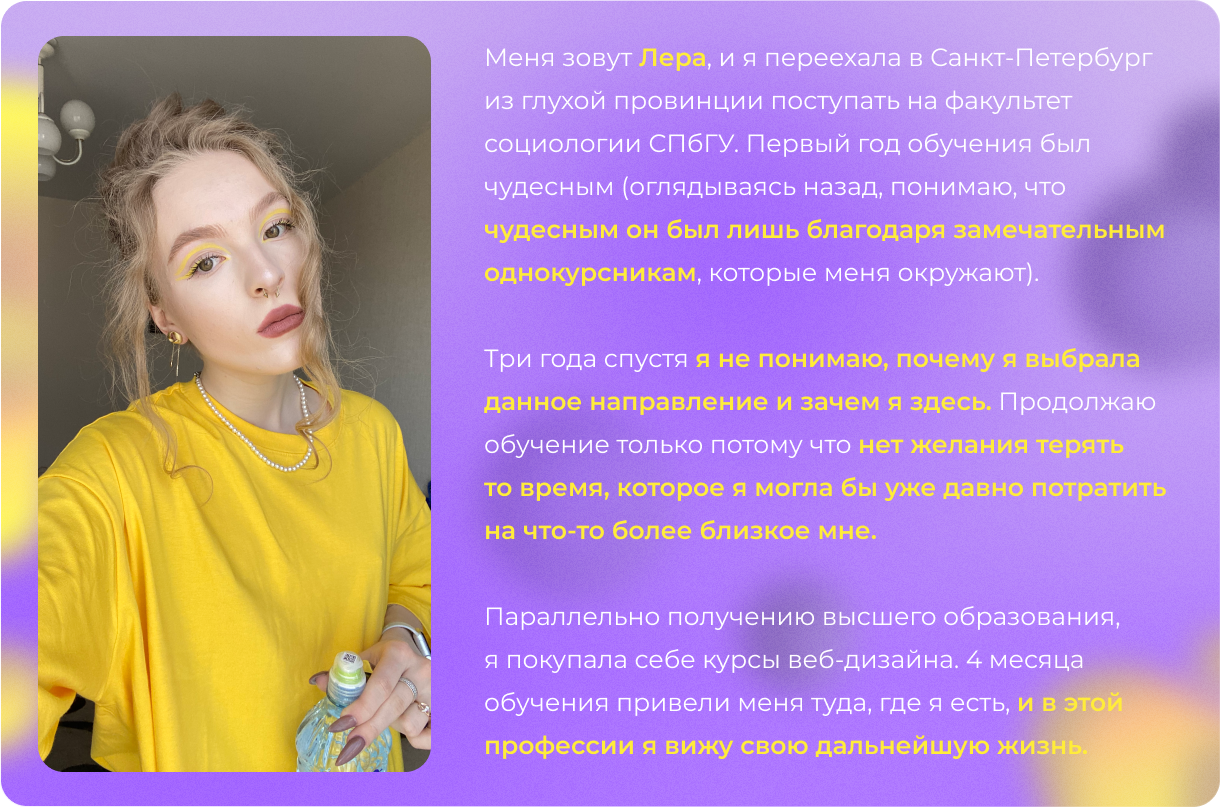 Меня зовут Лера, и я переехала в Санкт-Петербург
из глухой провинции поступать на факультет
социологии СПбГУ. Первый год обучения был
чудесным (оглядываясь назад, понимаю, что
чудесным он был лишь благодаря замечательным
однокурсникам, которые меня окружают).
Три года спустя я не понимаю, почему я выбрала
данное направление и зачем я здесь. Продолжаю
обучение только потому что нет желания терять
то время, которое я могла бы уже давно потратить
на что-то более близкое мне.
Параллельно получению высшего образования,
я покупала себе курсы веб-дизайна. 4 месяца
обучения привели меня туда, где я есть, и в этой
профессии я вижу свою дальнейшую жизнь.